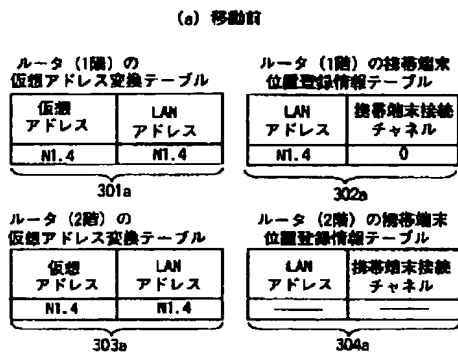 (a) 移動前
ルータ (1階) の
仮想アドレス変換テーブル
仮想
アドレス
LAN
アドレス
N1.4
N1.4
301a
ルータ (1階) の携帯端末
位置登録情報テーブル
LAN
アドレス
携帯端末接続
チャネル
N1.4
0
302a
ルータ (2階) の
仮想アドレス変換テーブル
仮想
アドレス
LAN
アドレス
N1.4
N1.4
303a
ルータ (2階) の携帯端末
位置登録情報テーブル
LAN
アドレス
携帯端末接続
チャネル
304a